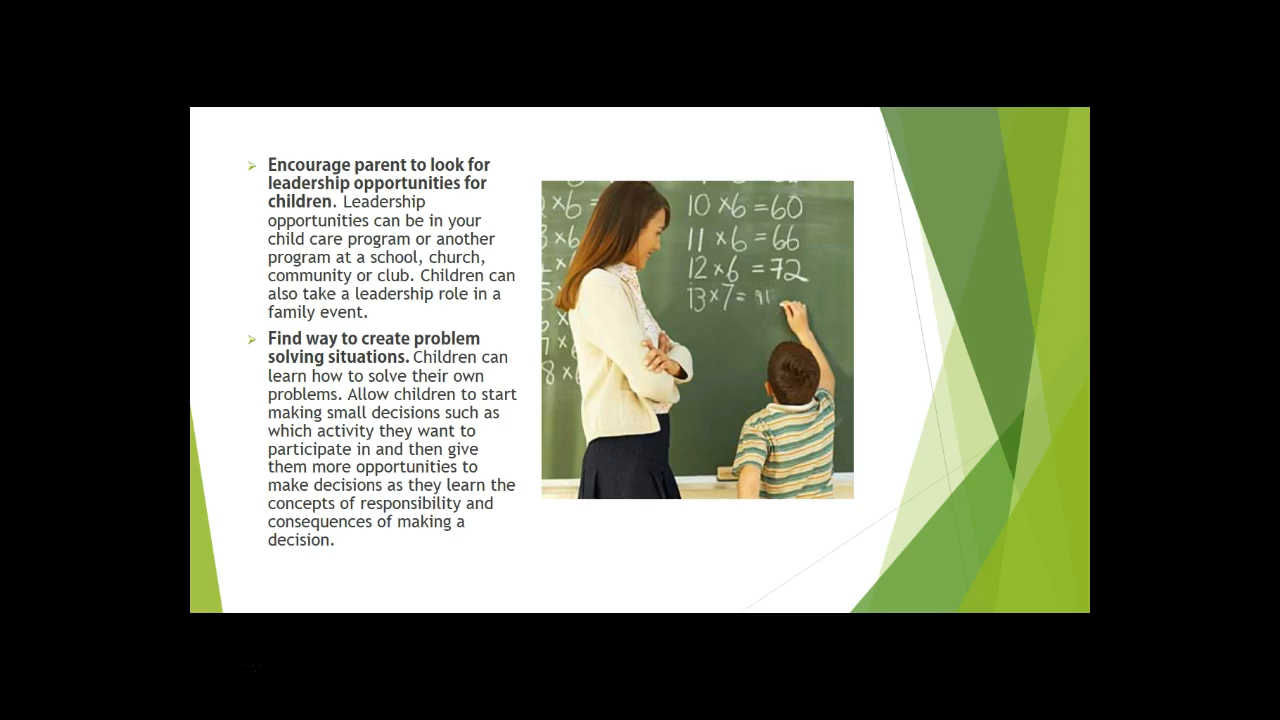 Encourage parent to look for
leadership opportunities for
children. Leadership
opportunities can be in your
child care program or another
program at a school, church,
community or club. Children can
also take a leadership role in a
family event.
Find way to create problem
solving situations. Children can
learn how to solve their own
problems. Allow children to start
making small decisions such as
which activity they want to
participate in and then give
them more opportunities to
make decisions as they learn the
concepts of responsibility and
consequences of making a
decision.
10 ×6 =60
11 ×6 =66
12 ×6 =72
13×7= 91